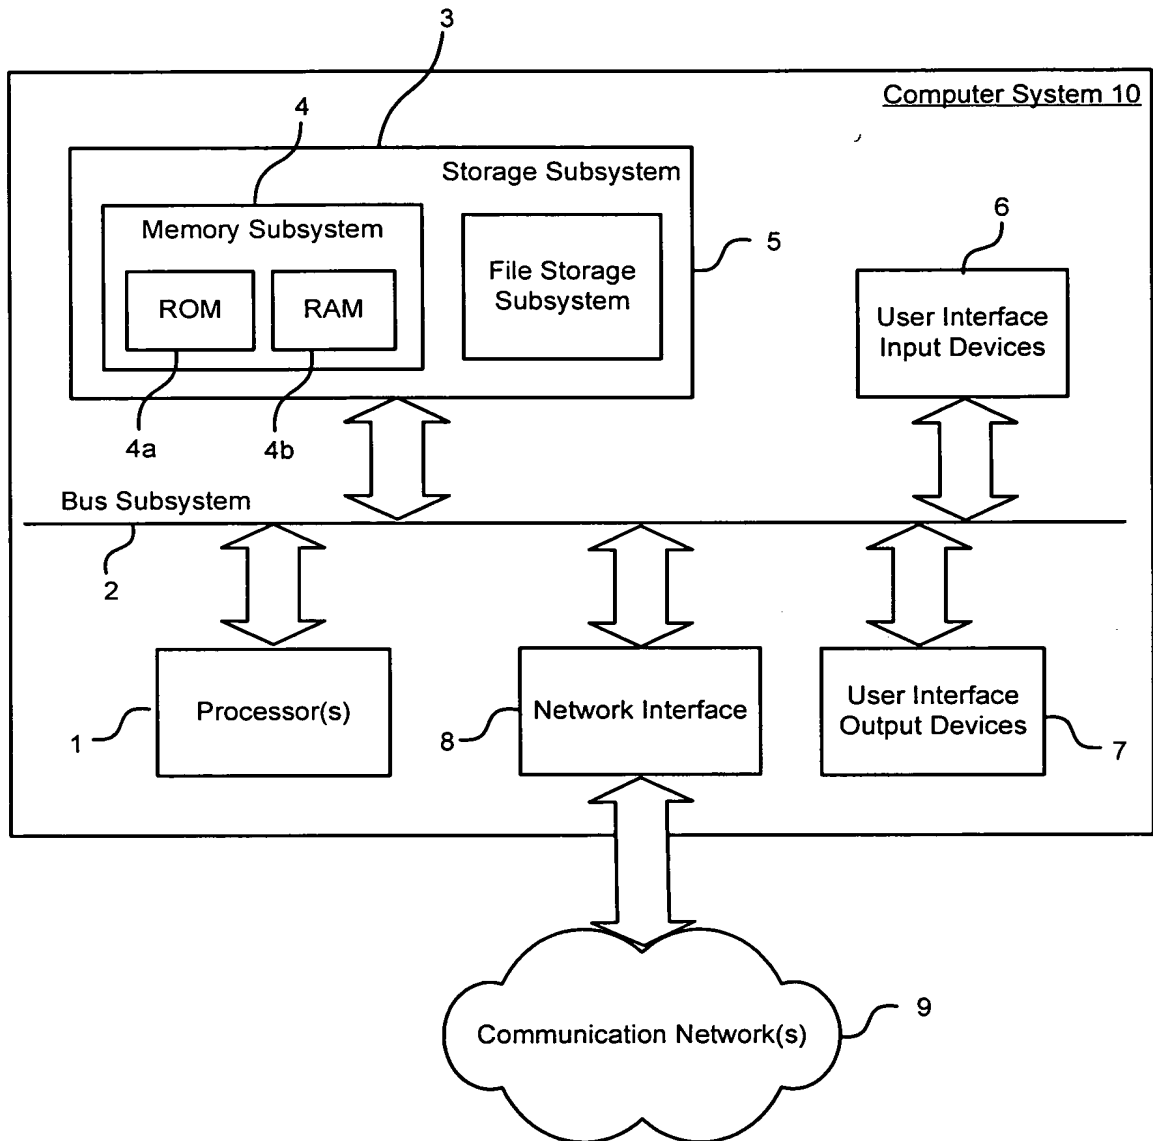 3
Computer System 10
4
Storage Subsystem
Memory Subsystem
ROM
RAM
File Storage
Subsystem
5
6
User Interface
Input Devices
4a
4b
Bus Subsystem
2
Processor(s)
1
Network Interface
8
User Interface
Output Devices
7
Communication Network(s)
9